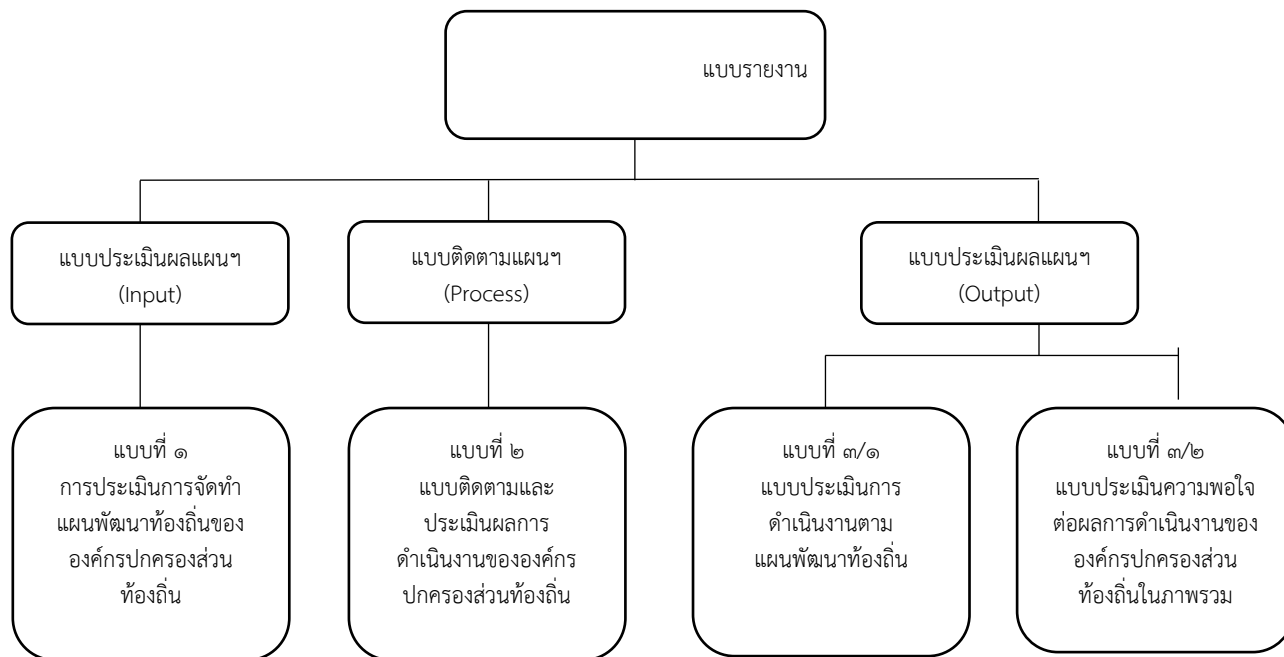 แบบรายงาน
แบบประเมินผลแผนฯ
(Input)
แบบติดตามแผนฯ
(Process)
แบบประเมินผลแผนฯ
(Output)
แบบที่ ๑
การประเมินการจัดทำ
แผนพัฒนาท้องถิ่นของ
องค์กรปกครองส่วน
ท้องถิ่น
แบบที่ ๒
แบบติดตามและ
ประเมินผลการ
ดำเนินงานขององค์กร
ปกครองส่วนท้องถิ่น
แบบที่ ๓/๑
แบบประเมินการ
ดำเนินงานตาม
แผนพัฒนาท้องถิ่น
แบบที่ ๓/๒
แบบประเมินความพอใจ
ต่อผลการดำเนินงานของ
องค์กรปกครองส่วน
ท้องถิ่นในภาพรวม